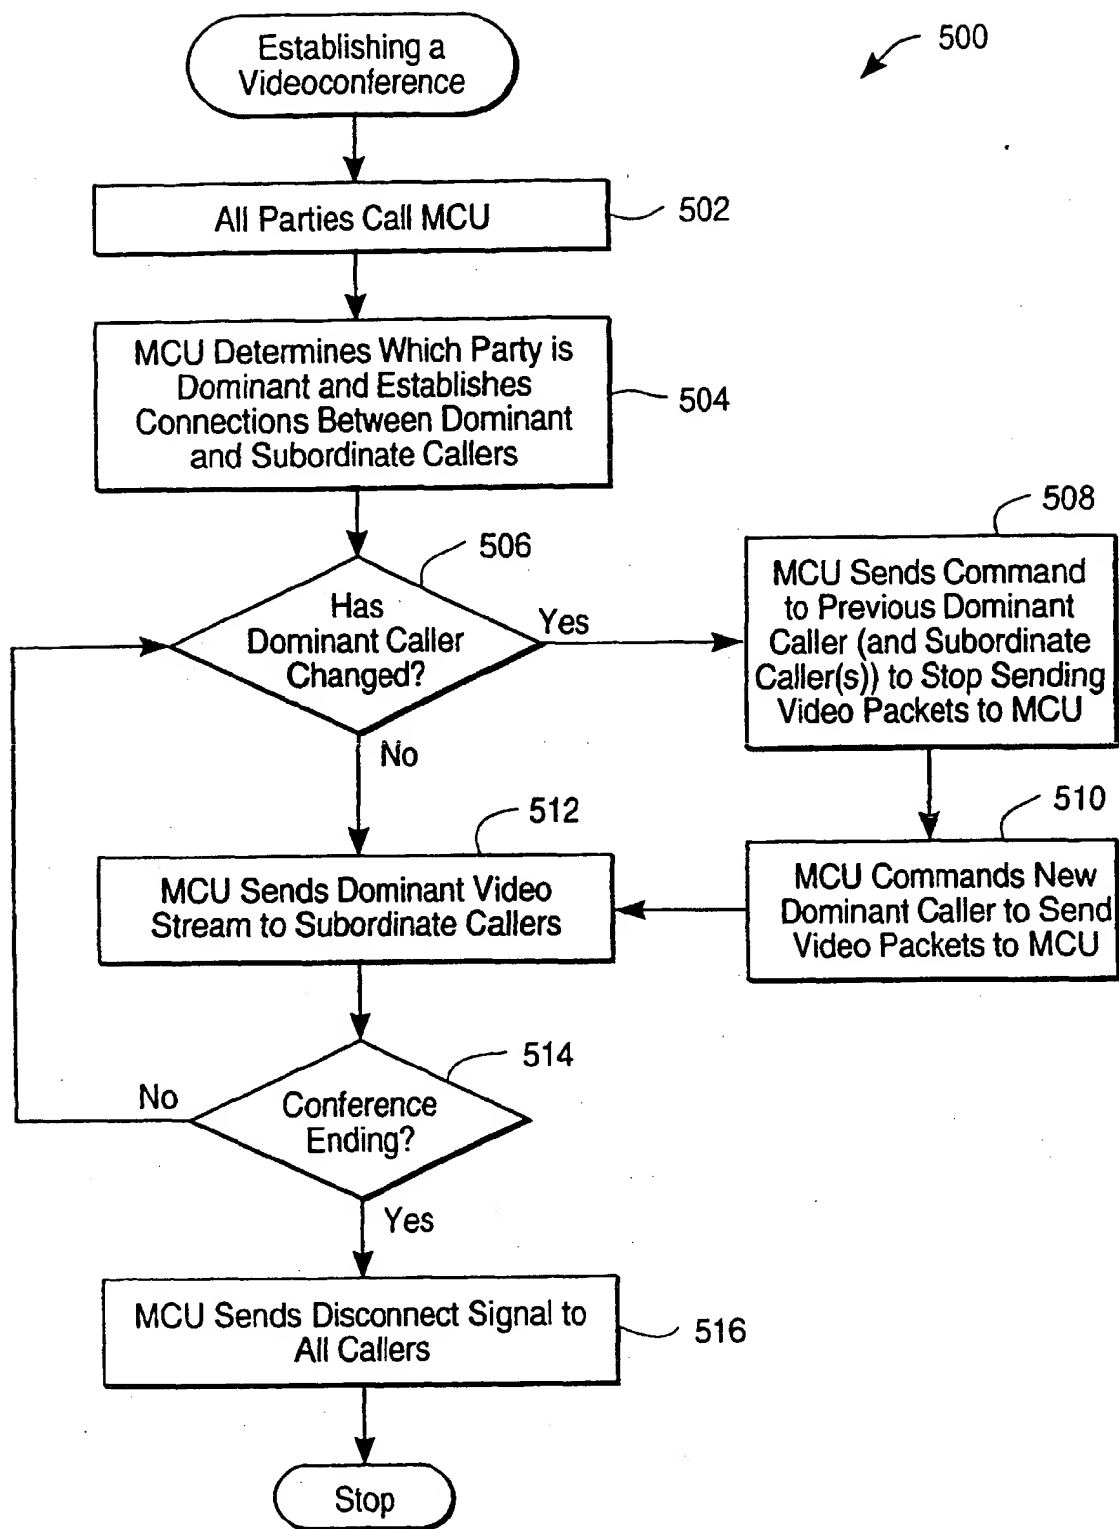 Establishing a
Videoconference
500
All Parties Call MCU
502
MCU Determines Which Party is
Dominant and Establishes
Connections Between Dominant
and Subordinate Callers
504
506
Has
Dominant Caller
Changed?
Yes
No
508
MCU Sends Command
to Previous Dominant
Caller (and Subordinate
Caller(s)) to Stop Sending
Video Packets to MCU
510
MCU Commands New
Dominant Caller to Send
Video Packets to MCU
512
MCU Sends Dominant Video
Stream to Subordinate Callers
514
Conference
Ending?
No
Yes
MCU Sends Disconnect Signal to
All Callers
516
Stop